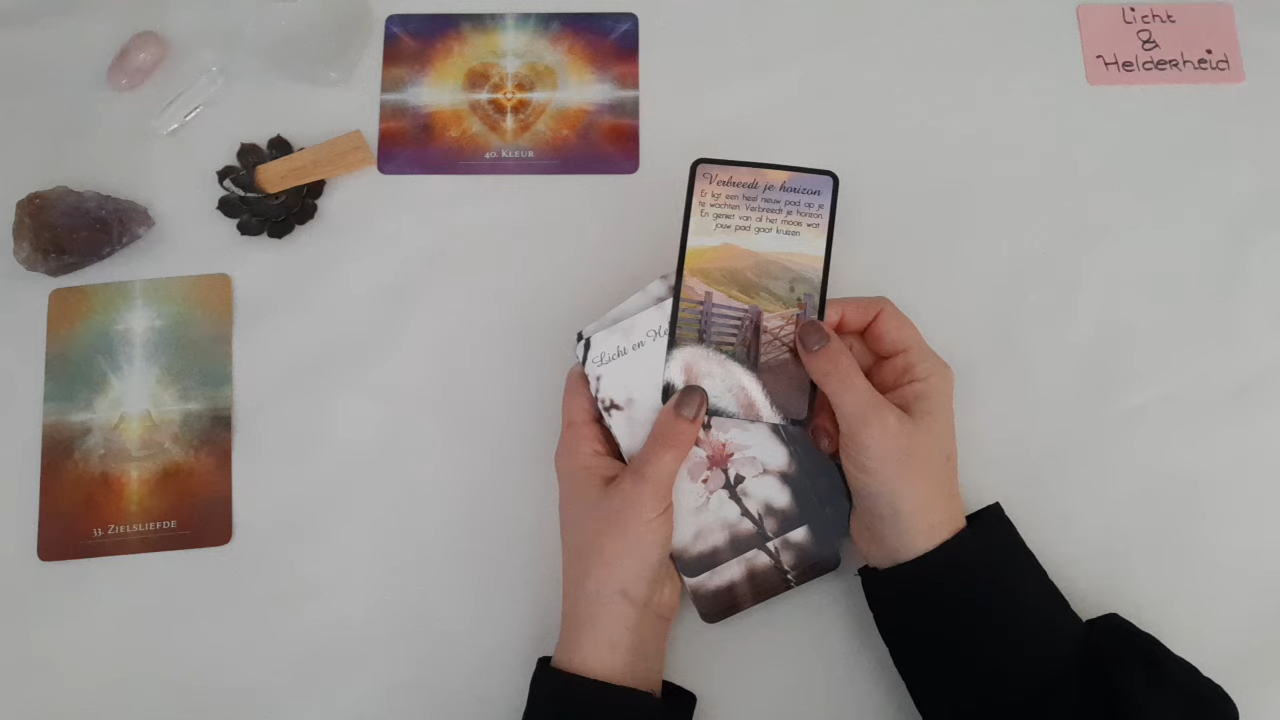 Licht
&
Helderheid
40. Kleur
Verbreedt je horizon
Er ligt een heel nieuw pad op je
te wachten. Verbreedt je horizon.
En geniet van al het moois wat
jouw pad gaat kruizen
Licht en He
33. Zielsliefde